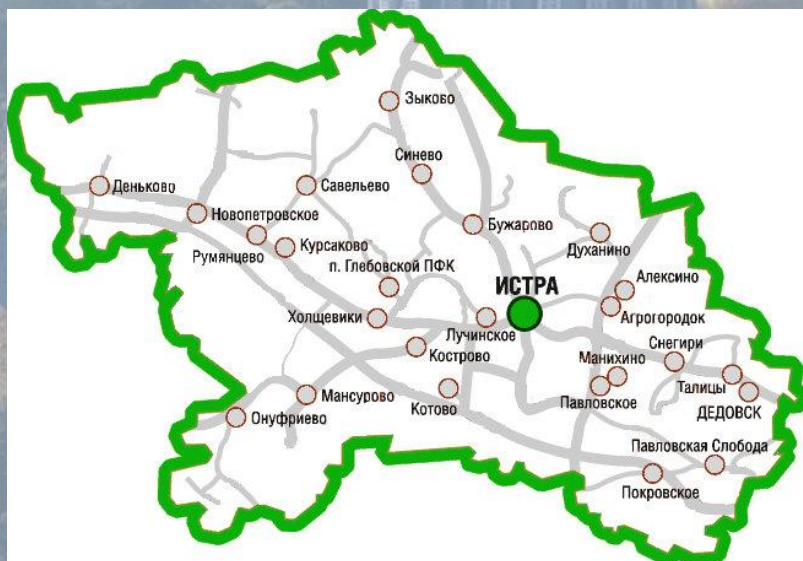 Зыково
Синево
Деньково
Савельево
Новопетровское
Бужарово
Румянцево
Курсаково
Духанино
п. Глебовской ПФК
ИСТРА
Алексино
Холщевики
Лучинское
Агрогородок
Снегири
Кострово
Манихино
Талицы
Мансурово
Котово
Павловское
ДЕДОВСК
Онуфриево
Павловская Слобода
Покровское